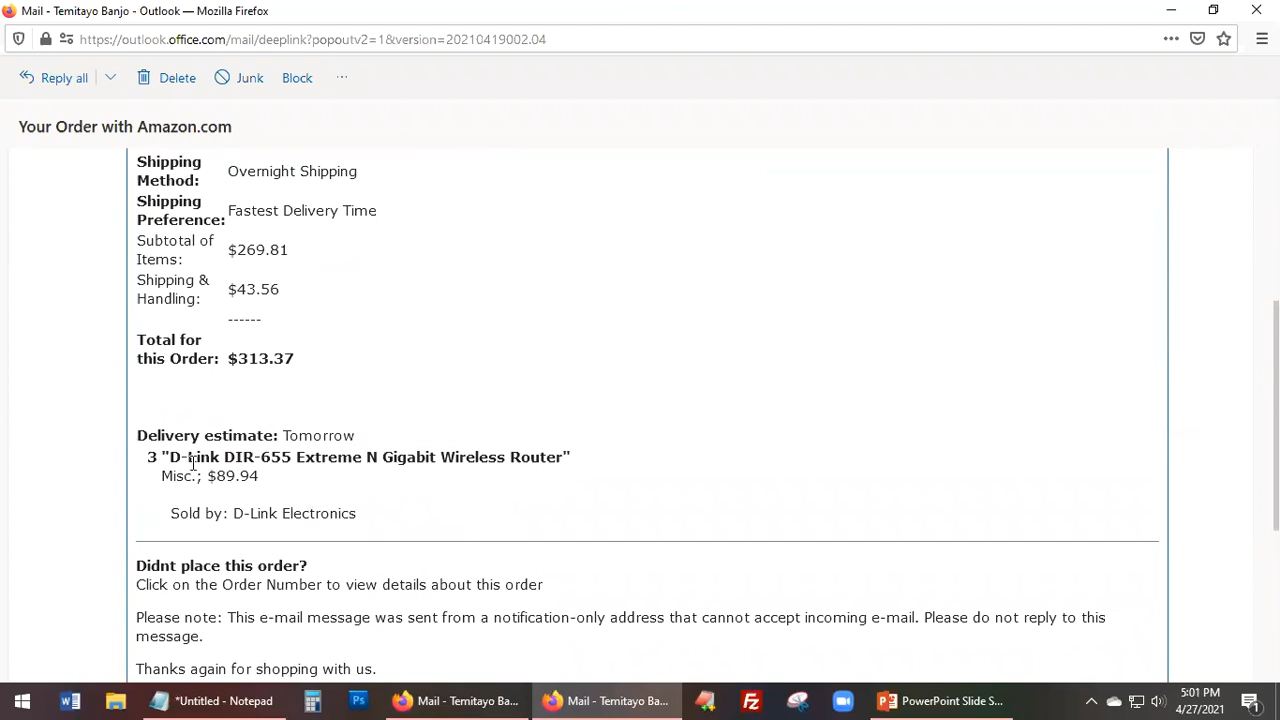 Mail - Temitayo Banjo - Outlook — Mozilla Firefox
https://outlook.office.com/mail/deeplink?popoutv2=1&version=20210419002.04
Reply all Delete Junk Block
Your Order with Amazon.com
Shipping
Method: Overnight Shipping
Shipping
Preference: Fastest Delivery Time
Subtotal of
Items: $269.81
Shipping &
Handling: $43.56
------
Total for
this Order: $313.37
Delivery estimate: Tomorrow
3 "D-Link DIR-655 Extreme N Gigabit Wireless Router"
Misc.; $89.94
Sold by: D-Link Electronics
Didnt place this order?
Click on the Order Number to view details about this order
Please note: This e-mail message was sent from a notification-only address that cannot accept incoming e-mail. Please do not reply to this
message.
Thanks again for shopping with us.
*Untitled - Notepad Mail - Temitayo Ba... Mail - Temitayo Ba... PowerPoint Slide S...
5:01 PM
4/27/2021